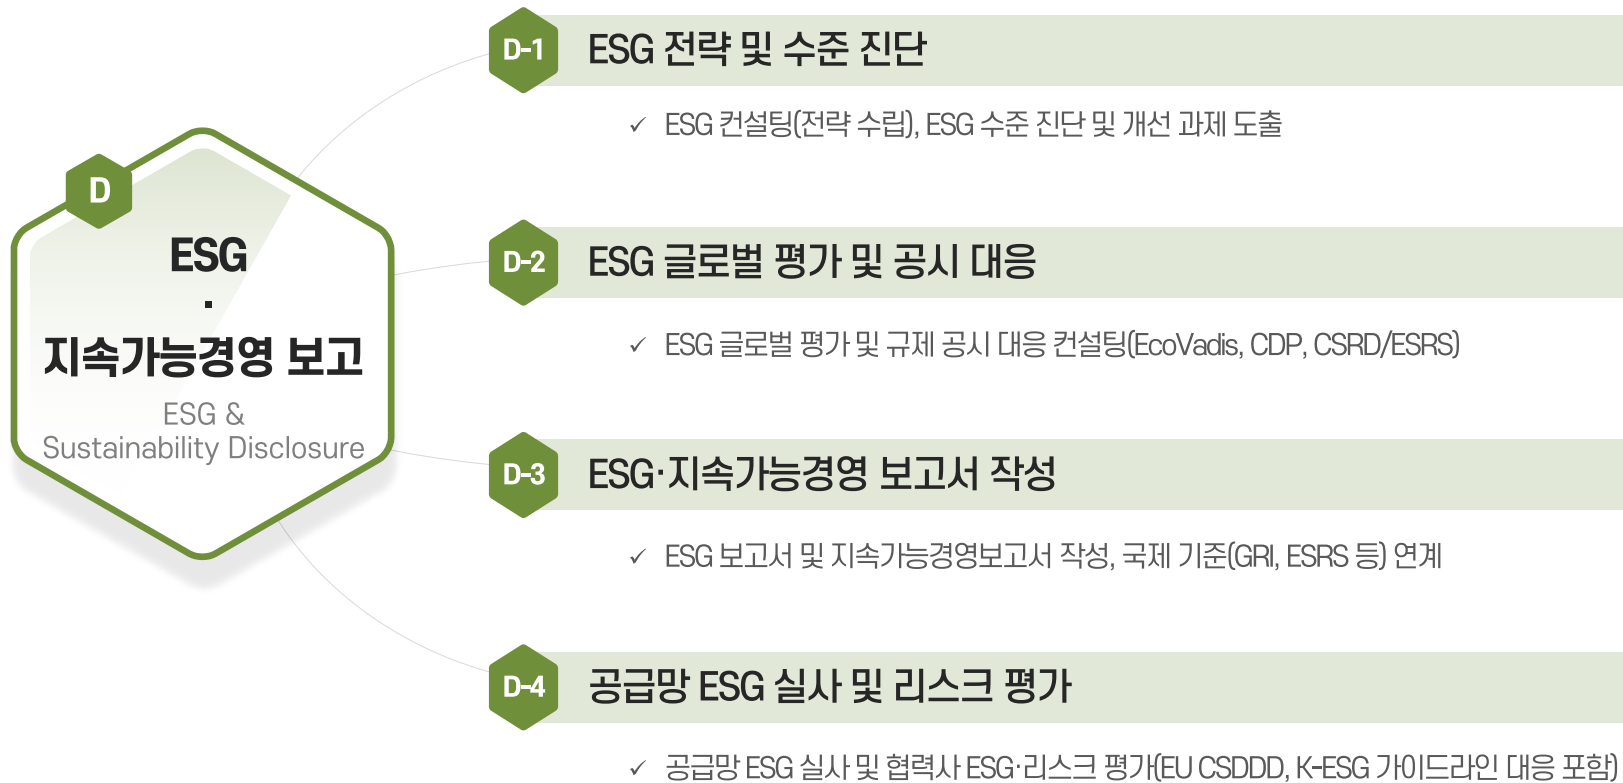 D
ESG
·
지속가능경영 보고
ESG &
Sustainability Disclosure
D-1
ESG 전략 및 수준 진단
✓ ESG 컨설팅(전략 수립), ESG 수준 진단 및 개선 과제 도출
D-2
ESG 글로벌 평가 및 공시 대응
✓ ESG 글로벌 평가 및 규제 공시 대응 컨설팅(EcoVadis, CDP, CSRD/ESRS)
D-3
ESG·지속가능경영 보고서 작성
✓ ESG 보고서 및 지속가능경영보고서 작성, 국제 기준(GRI, ESRS 등) 연계
D-4
공급망 ESG 실사 및 리스크 평가
✓ 공급망 ESG 실사 및 협력사 ESG·리스크 평가(EU CSDDD, K-ESG 가이드라인 대응 포함)